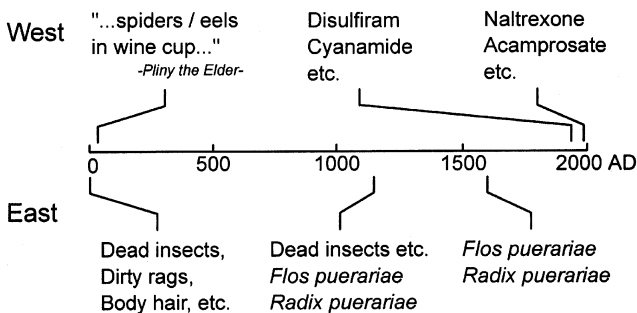 West
"...spiders / eels
in wine cup..."
-Pliny the Elder-
Disulfiram
Cyanamide
etc.
Naltrexone
Acamprosate
etc.
0 500 1000 1500 2000 AD
East
Dead insects,
Dirty rags,
Body hair, etc.
Dead insects etc.
Flos puerariae
Radix puerariae
Flos puerariae
Radix puerariae